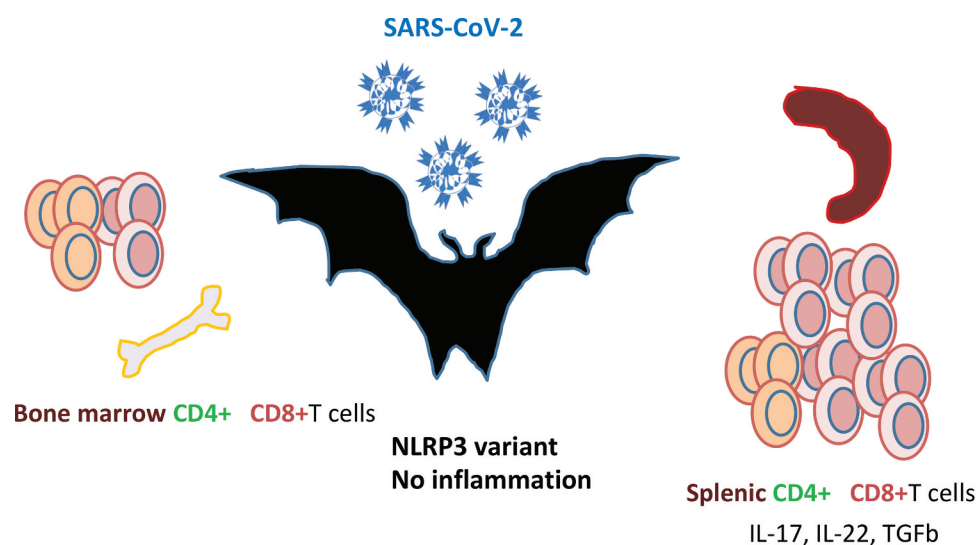 SARS-CoV-2
Bone marrow CD4+ CD8+T cells
NLRP3 variant
No inflammation
Splenic CD4+ CD8+T cells
IL-17, IL-22, TGFb